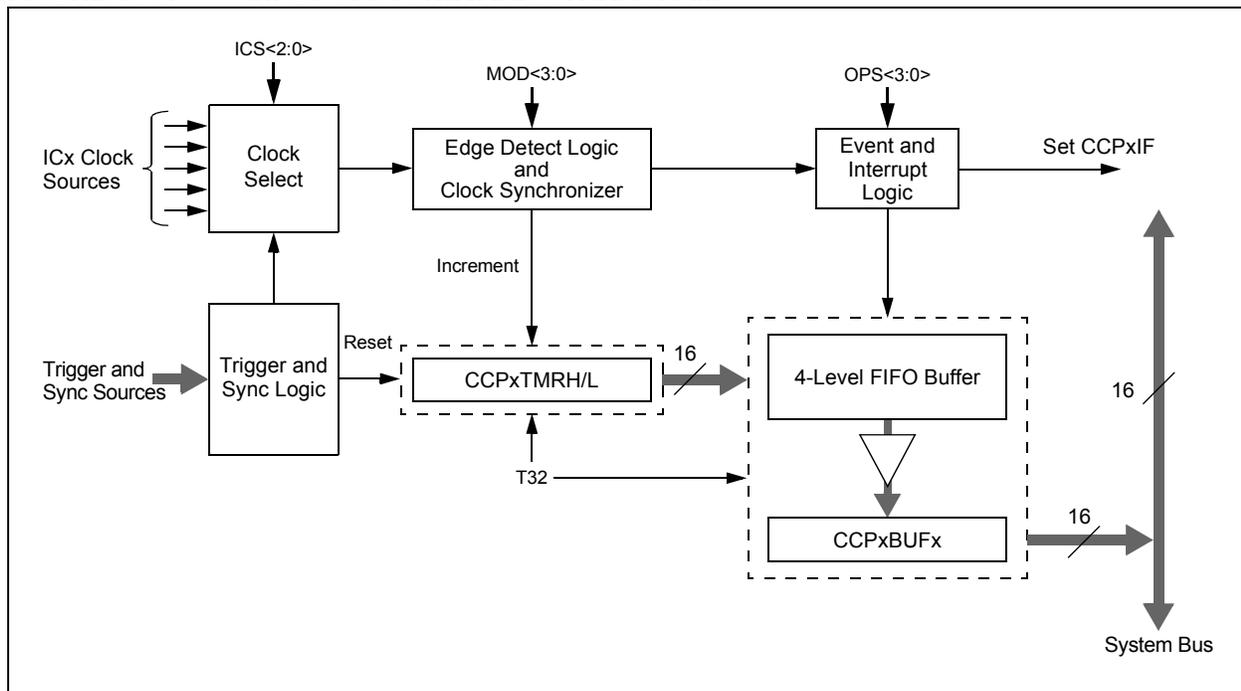 ICS<2:0>
MOD<3:0>
OPS<3:0>
ICx Clock
Sources
Clock
Select
Edge Detect Logic
and
Clock Synchronizer
Event and
Interrupt
Logic
Set CCPxIF
Increment
Trigger and
Sync Sources
Trigger and
Sync Logic
Reset
CCPxTMRH/L
16
4-Level FIFO Buffer
16
T32
CCPxBUFx
16
System Bus